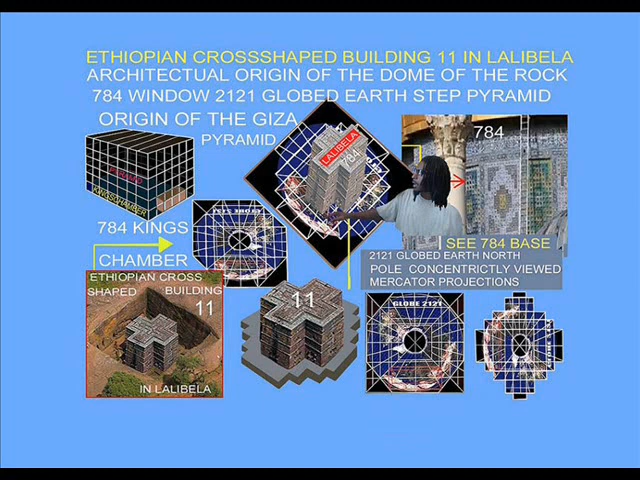 ETHIOPIAN CROSSSHAPED BUILDING 11 IN LALIBELA
ARCHITECTUAL ORIGIN OF THE DOME OF THE ROCK
784 WINDOW 2121 GLOBED EARTH STEP PYRAMID
ORIGIN OF THE GIZA
PYRAMID
LALIBELA
784
784
KINGSCHAMBER
784 KINGS
CHAMBER
SEE 784 BASE
2121 GLOBED EARTH NORTH
POLE CONCENTRICTLY VIEWED
MERCATOR PROJECTIONS
ETHIOPIAN CROSS
SHAPED BUILDING
11
IN LALIBELA
11
GLOBE 2121